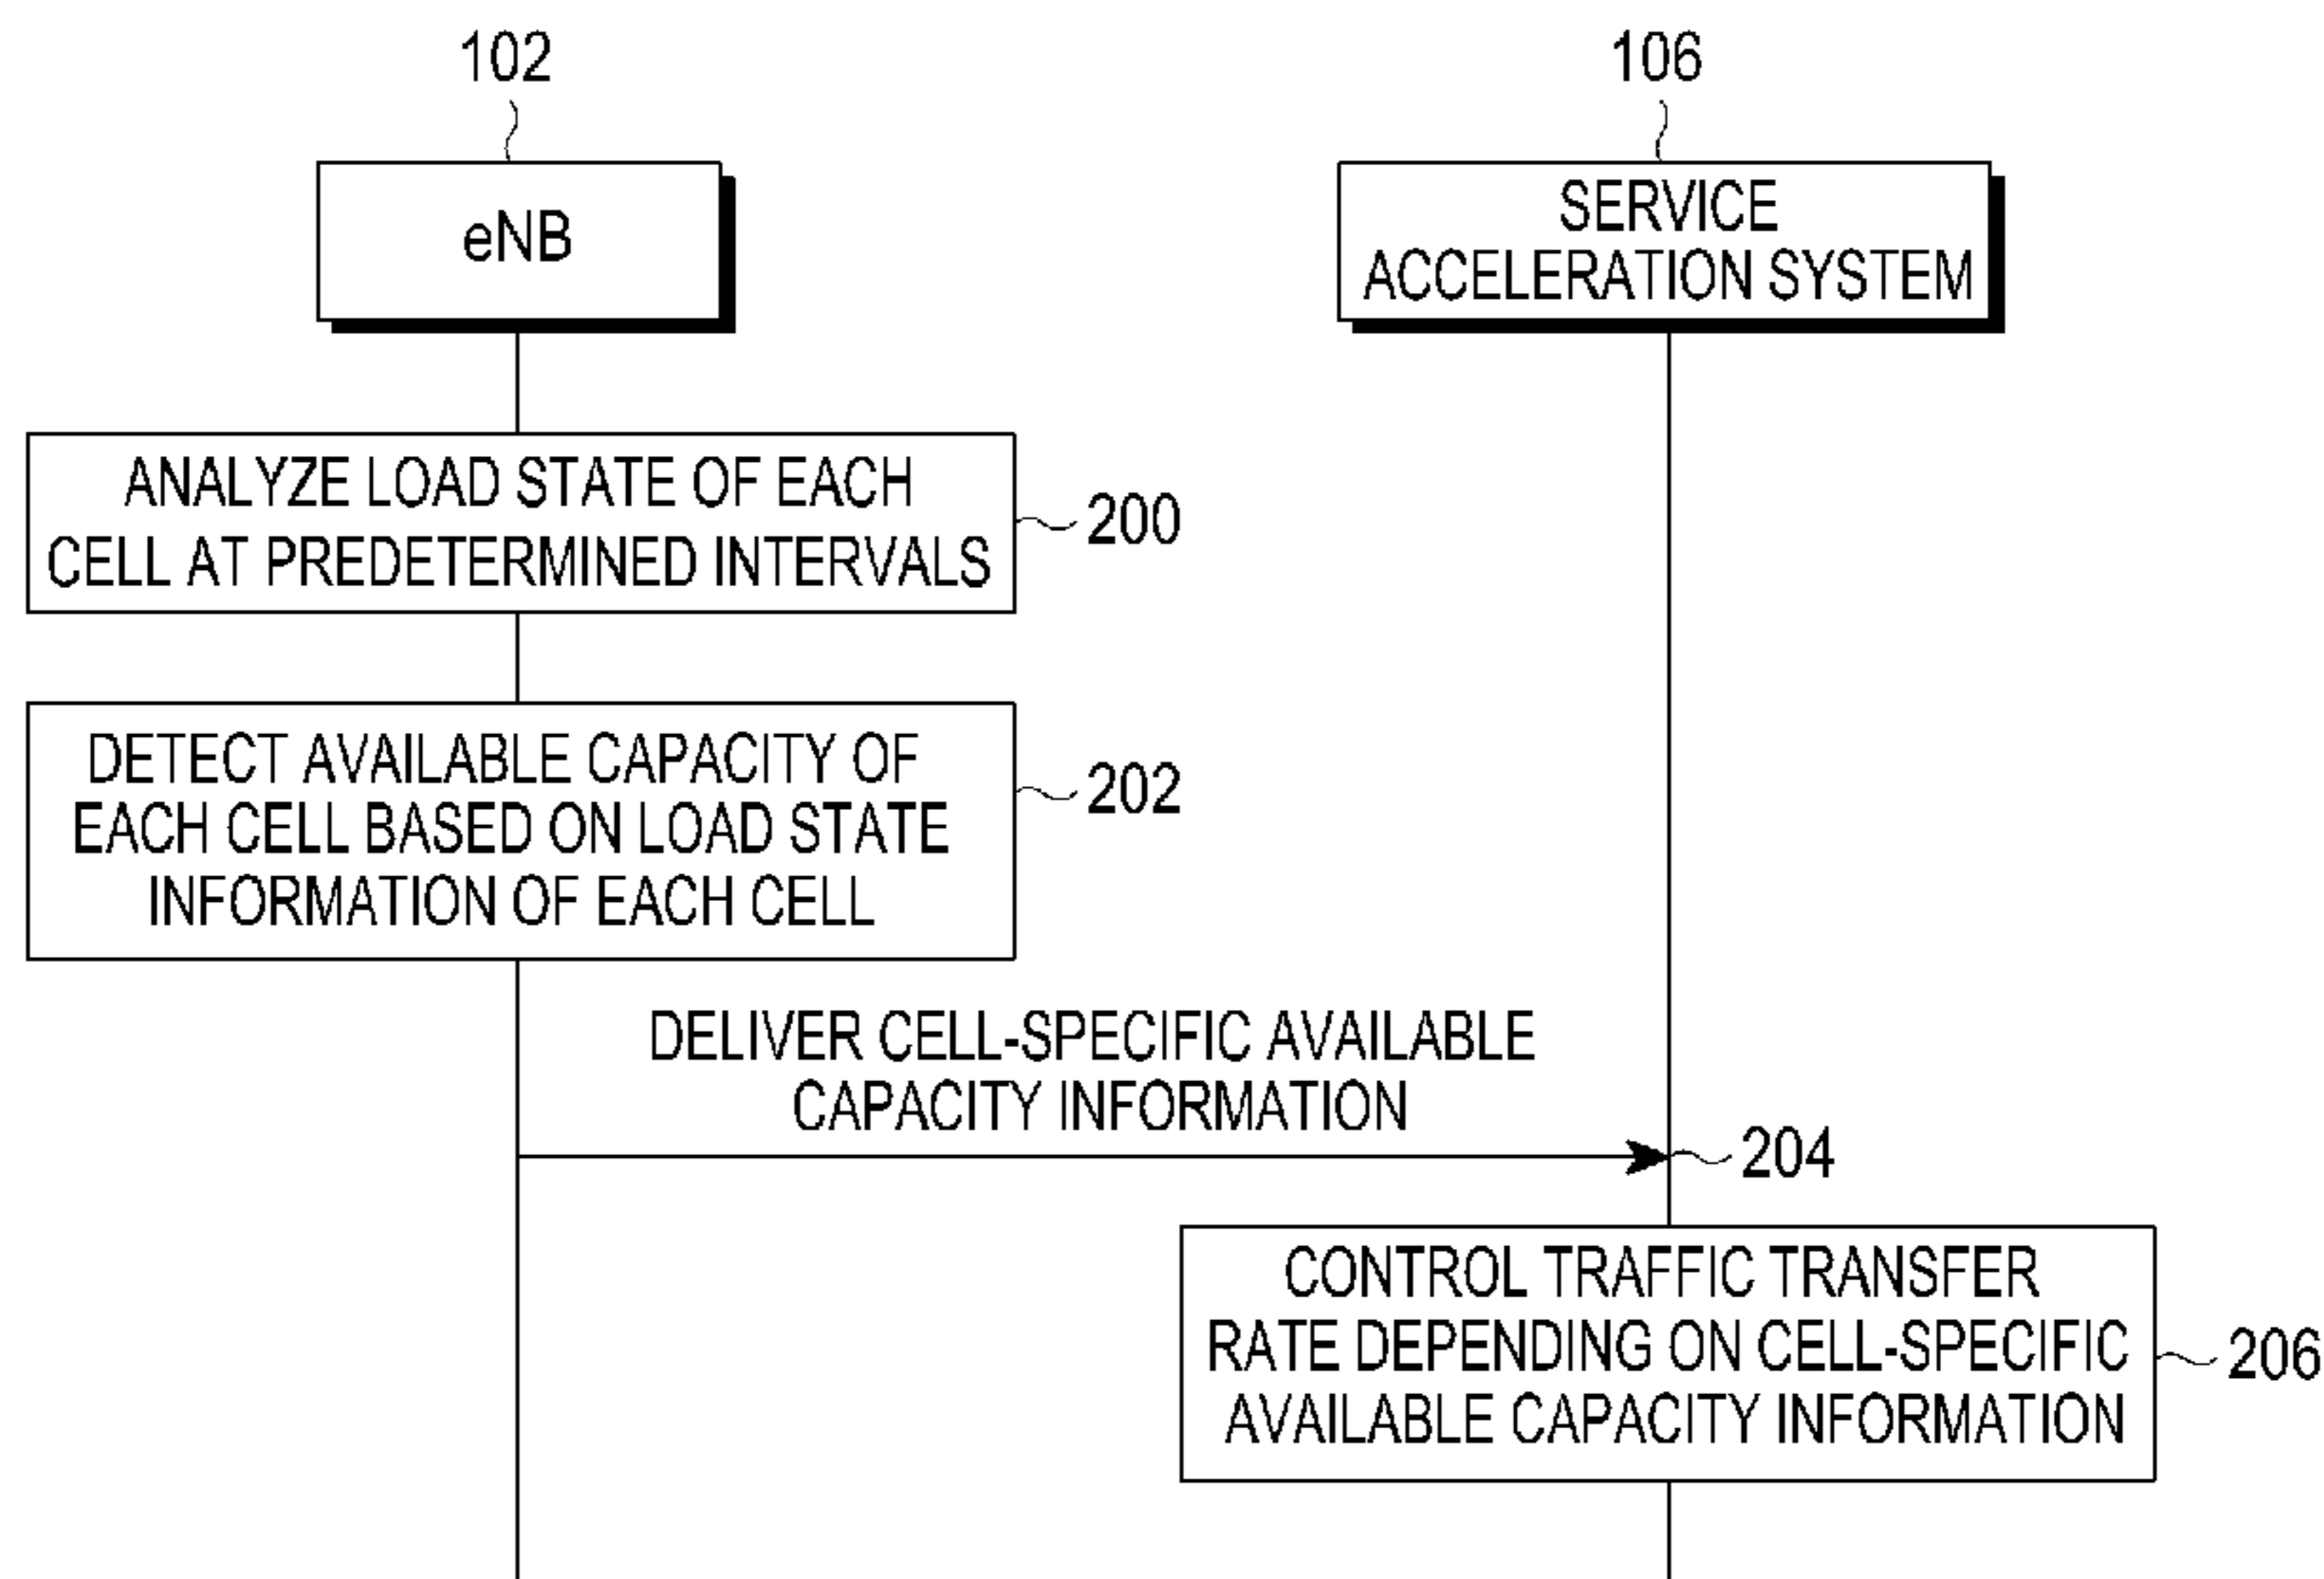 102
106
eNB
SERVICE
ACCELERATION SYSTEM
ANALYZE LOAD STATE OF EACH
CELL AT PREDETERMINED INTERVALS
200
DETECT AVAILABLE CAPACITY OF
EACH CELL BASED ON LOAD STATE
INFORMATION OF EACH CELL
202
DELIVER CELL-SPECIFIC AVAILABLE
CAPACITY INFORMATION
204
CONTROL TRAFFIC TRANSFER
RATE DEPENDING ON CELL-SPECIFIC
AVAILABLE CAPACITY INFORMATION
206